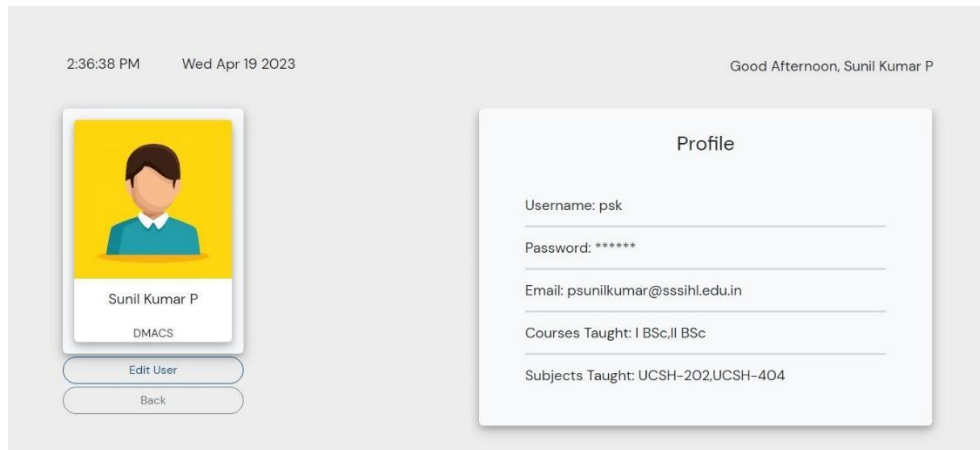 2:36:38 PM Wed Apr 19 2023
Good Afternoon, Sunil Kumar P
Sunil Kumar P
DMACS
Edit User
Back
Profile
Username: psk
Password: ******
Email: psunilkumar@sssihl.edu.in
Courses Taught: I BSc,II BSc
Subjects Taught: UCSH-202,UCSH-404